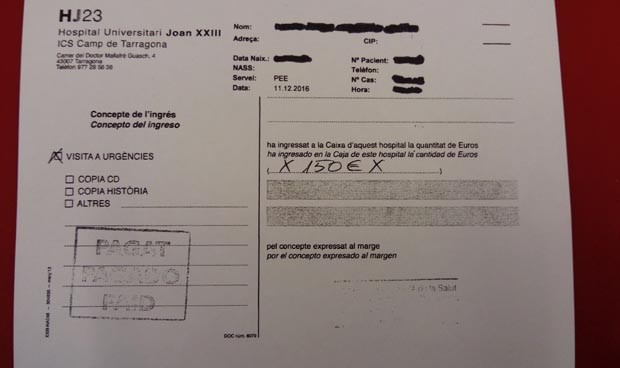 HJ23
Hospital Universitari Joan XXIII
ICS Camp de Tarragona
Carrer del Doctor Mallafrè Guasch, 4
43007 Tarragona
Telèfon 977 29 58
Nom:
Adreça:
CIP:
Data Naix.:
NASS:
Servei: PEE
Data: 11.12.2016
Nº Pacient:
Telèfon:
Nº Cas:
Hora:
Concepte de l'ingrés
Concepto del ingreso
X VISITA A URGÈNCIES
COPIA CD
COPIA HISTÒRIA
ALTRES
PAGAT
PAGADO
PAID
ha ingressat a la Caixa d'aquest hospital la quantitat de Euros
ha ingresado en la Caja de este hospital la cantidad de Euros
( X 150 € X )
pel concepte expressat al marge
por el concepto expresado al margen
Salut
DOC núm. 8079